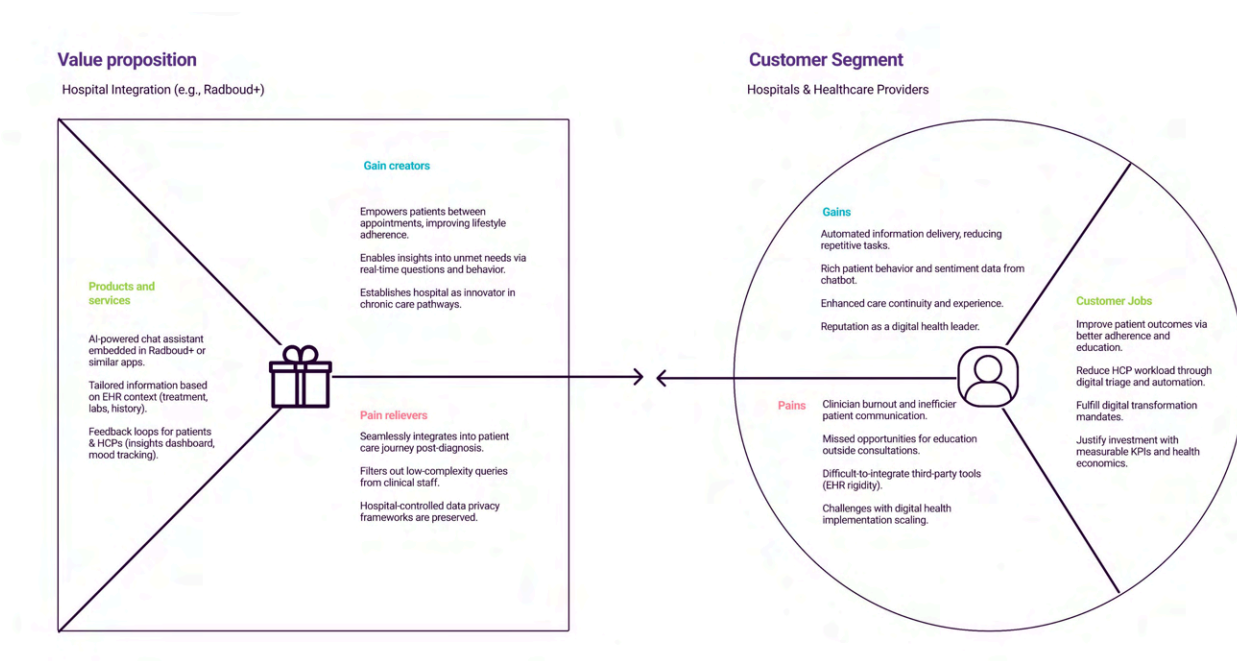 Value proposition
Hospital Integration (e.g., Radboud+)
Gain creators
Empowers patients between
appointments, improving lifestyle
adherence.
Enables insights into unmet needs via
real-time questions and behavior.
Establishes hospital as innovator in
chronic care pathways.
Products and
services
AI-powered chat assistant
embedded in Radboud+ or
similar apps.
Tailored information based
on EHR context (treatment,
labs, history).
Feedback loops for patients
& HCPs (insights dashboard,
mood tracking).
Pain relievers
Seamlessly integrates into patient
care journey post-diagnosis.
Filters out low-complexity queries
from clinical staff.
Hospital-controlled data privacy
frameworks are preserved.
Customer Segment
Hospitals & Healthcare Providers
Gains
Automated information delivery, reducing
repetitive tasks.
Rich patient behavior and sentiment data from
chatbot.
Enhanced care continuity and experience.
Reputation as a digital health leader.
Customer Jobs
Improve patient outcomes via
better adherence and
education.
Reduce HCP workload through
digital triage and automation.
Fulfill digital transformation
mandates.
Justify investment with
measurable KPIs and health
economics.
Pains
Clinician burnout and inefficier
patient communication.
Missed opportunities for education
outside consultations.
Difficult-to-integrate third-party tools
(EHR rigidity).
Challenges with digital health
implementation scaling.